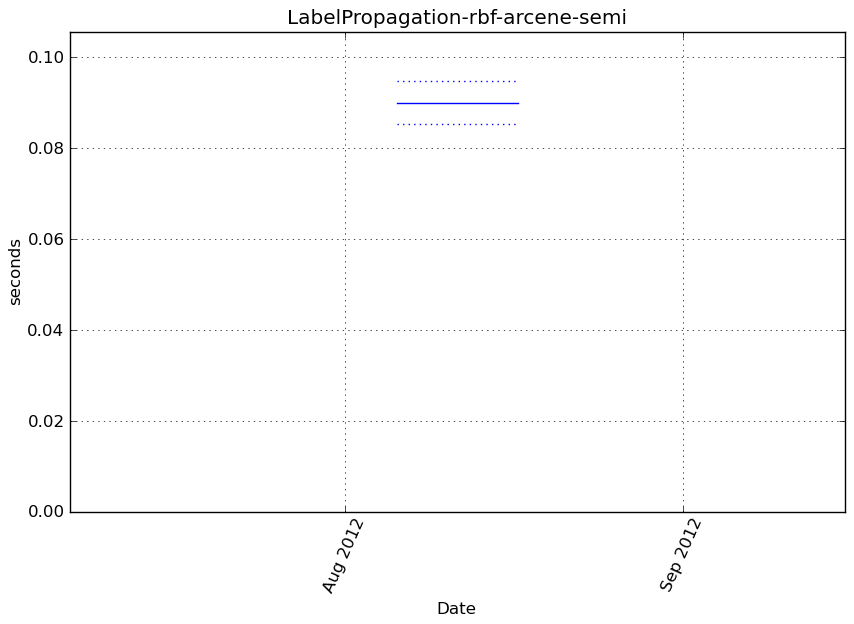 LabelPropagation-rbf-arcene-semi
0.10
0.08
0.06
0.04
0.02
0.00
seconds
Aug 2012
Sep 2012
Date